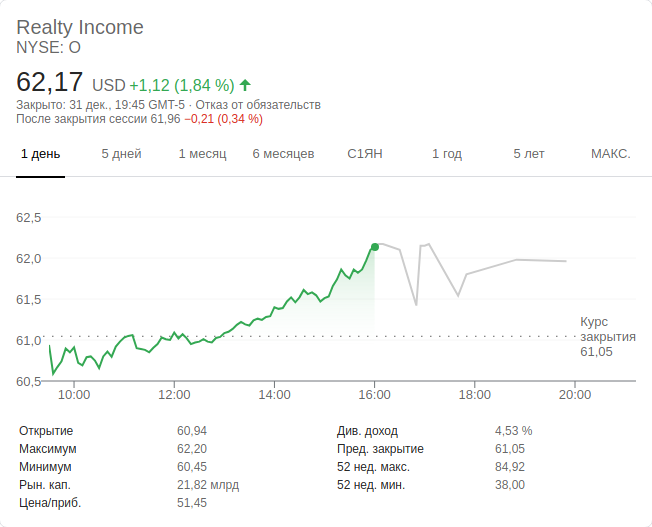 Realty Income
NYSE: O
62,17 USD +1,12 (1,84 %)
Закрыто: 31 дек., 19:45 GMT-5 · Отказ от обязательств
После закрытия сессии 61,96 −0,21 (0,34 %)
1 день 5 дней 1 месяц 6 месяцев С1ЯН 1 год 5 лет МАКС.
62,5
62,0
61,5
61,0
60,5
Курс
закрытия
61,05
10:00 12:00 14:00 16:00 18:00 20:00
Открытие 60,94 Див. доход 4,53 %
Максимум 62,20 Пред. закрытие 61,05
Минимум 60,45 52 нед. макс. 84,92
Рын. кап. 21,82 млрд 52 нед. мин. 38,00
Цена/приб. 51,45